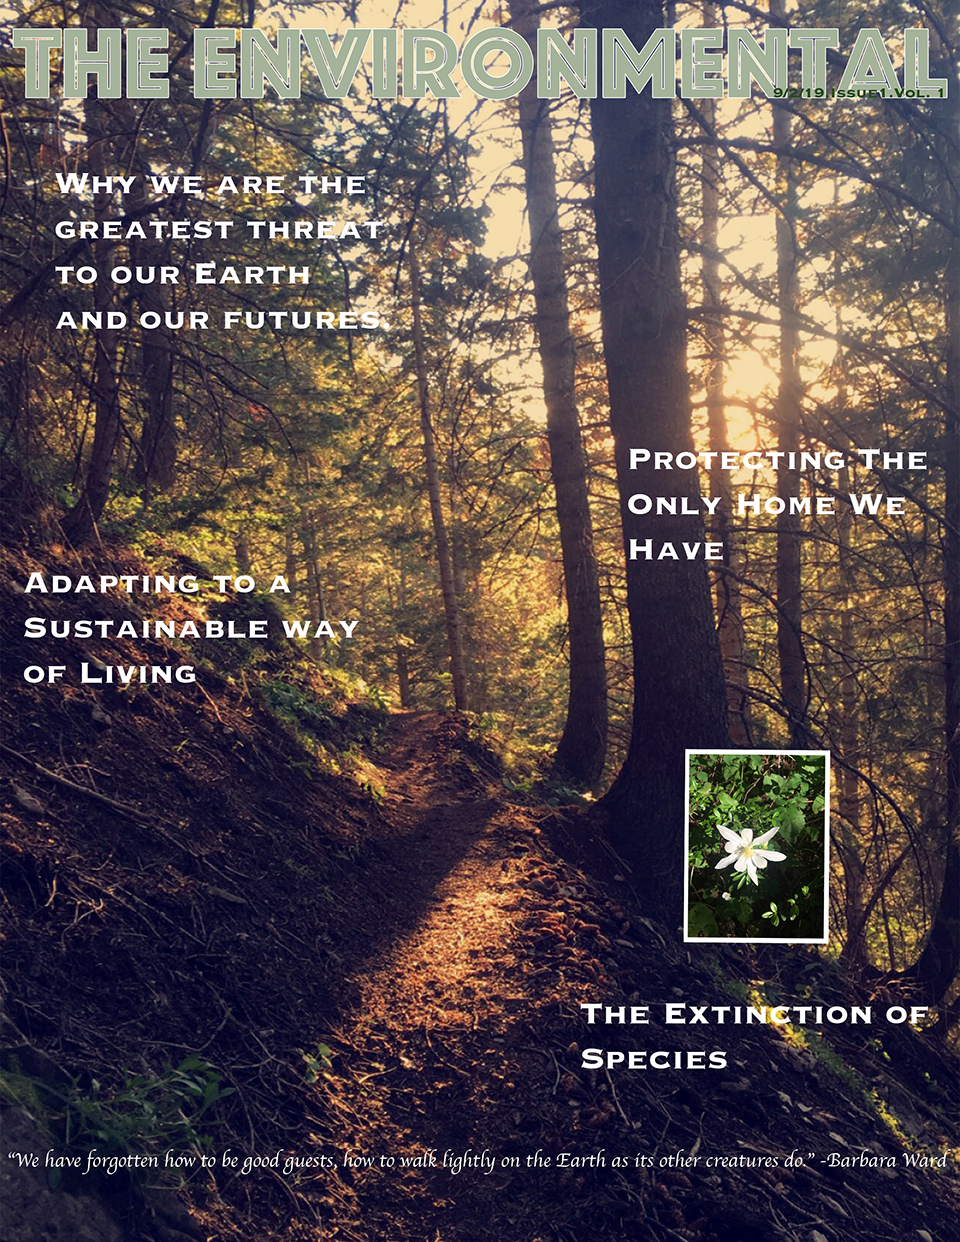 THE ENVIRONMENTAL
9/2/19.Issue1.Vol. 1
Why we are the
greatest threat
to our Earth
and our futures.
Protecting The
Only Home We
Have
Adapting to a
Sustainable way
of Living
The Extinction of
Species
“We have forgotten how to be good guests, how to walk lightly on the Earth as its other creatures do.” -Barbara Ward